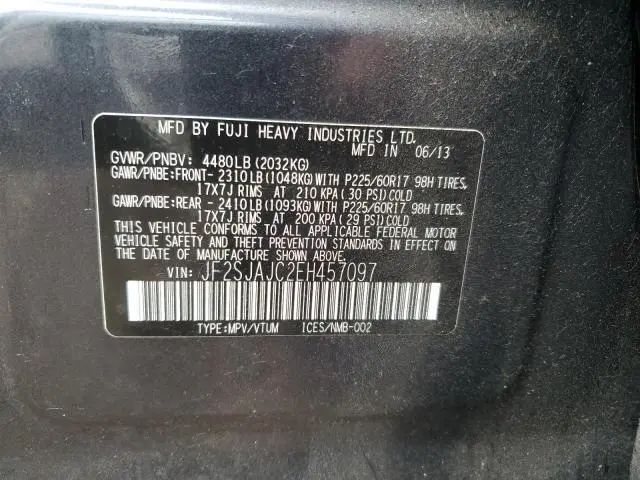 MFD BY FUJI HEAVY INDUSTRIES LTD.
MFD IN 06/13
GVWR/PNBV: 4480LB (2032KG)
GAWR/PNBE:FRONT- 2310LB(1048KG)WITH P225/60R17 98H TIRES,
17X7J RIMS AT 210 KPA (30 PSI)COLD
GAWR/PNBE:REAR - 2410LB(1093KG)WITH P225/60R17 98H TIRES,
17X7J RIMS AT 200 KPA (29 PSI)COLD
THIS VEHICLE CONFORMS TO ALL APPLICABLE FEDERAL MOTOR
VEHICLE SAFETY AND THEFT PREVENTION STANDARDS IN EFFECT ON
THE DATE OF MANUFACTURE SHOWN ABOVE.
VIN: JF2SJAJC2EH457097
TYPE:MPV/VTUM ICES/NMB-002